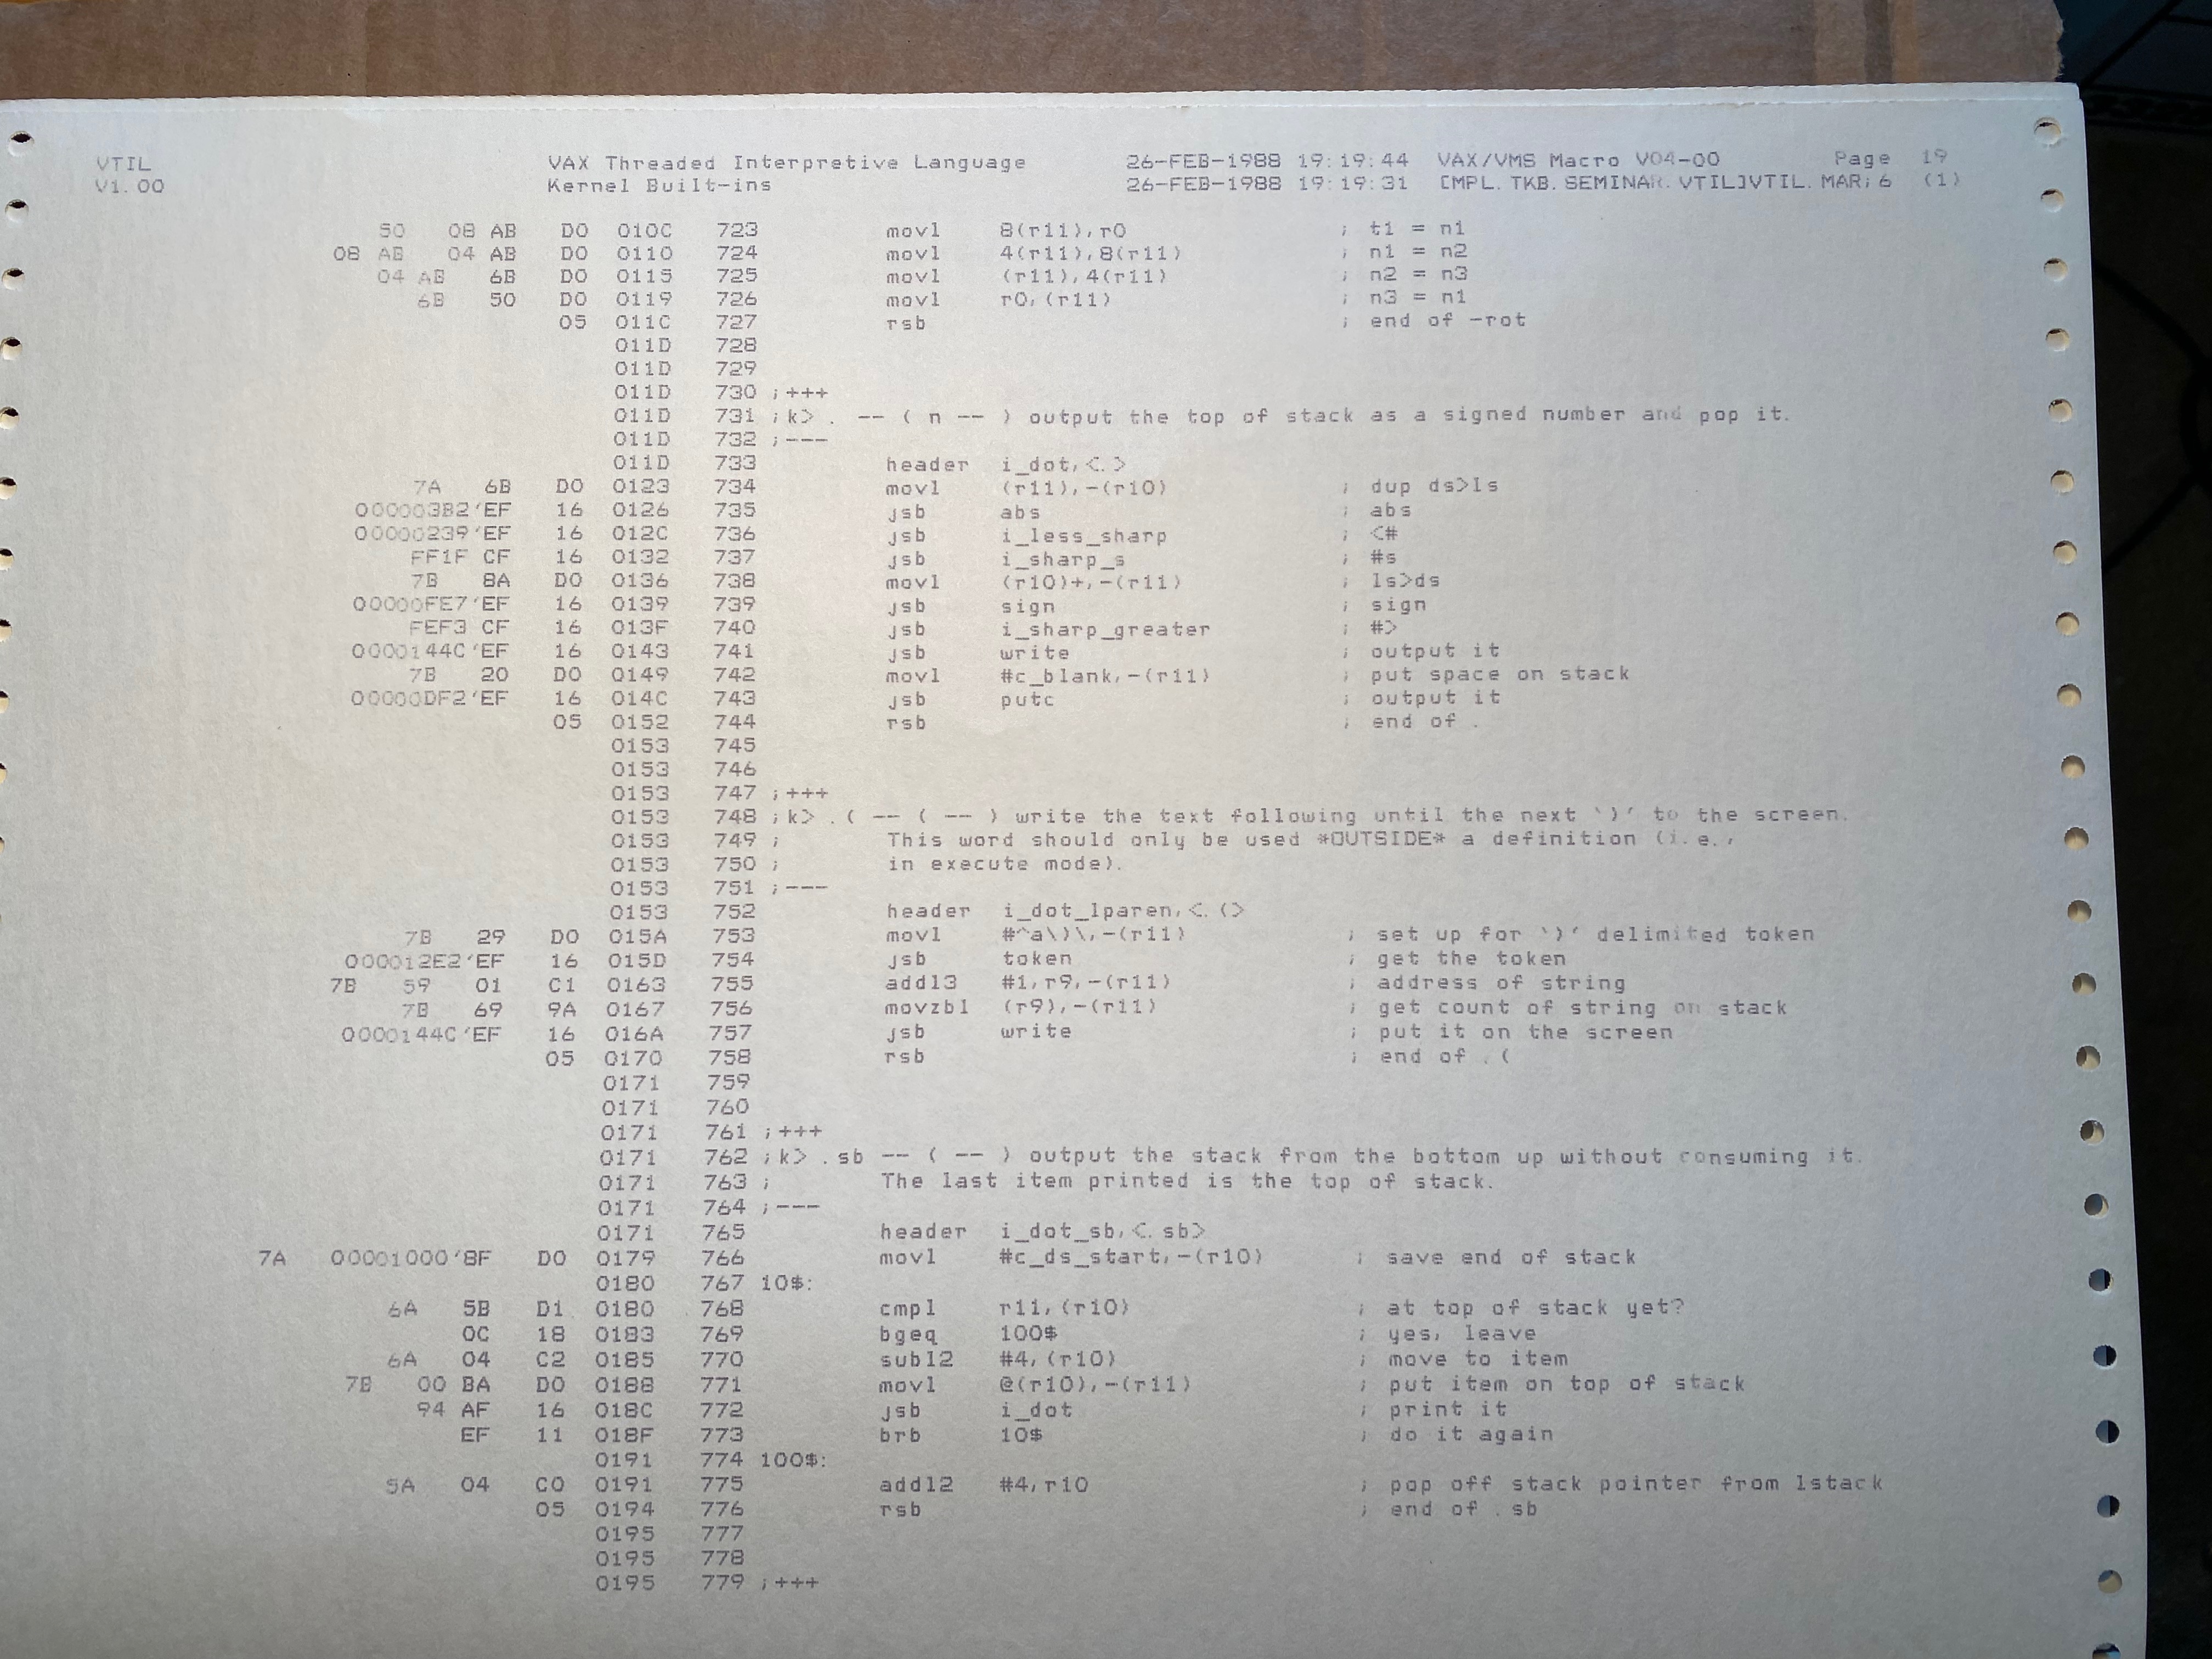 VTIL VAX Threaded Interpretive Language 26-FEB-1988 19:19:44 VAX/VMS Macro V04-00 Page 19
V1.00 Kernel Built-ins 26-FEB-1988 19:19:31 [MPL.TKB.SEMINAR.VTIL]VTIL.MAR;6 (1)
50 08 AB D0 010C 723 movl 8(r11),r0 ; t1 = n1
08 AB 04 AB D0 0110 724 movl 4(r11),8(r11) ; n1 = n2
04 AB 6B D0 0115 725 movl (r11),4(r11) ; n2 = n3
6B 50 D0 0119 726 movl r0,(r11) ; n3 = n1
05 011C 727 rsb ; end of -rot
011D 728
011D 729
011D 730 ;+++
011D 731 ;k> . -- ( n -- ) output the top of stack as a signed number and pop it.
011D 732 ;---
011D 733 header i_dot,<.>
7A 6B D0 0123 734 movl (r11),-(r10) ; dup ds>ls
000003B2'EF 16 0126 735 jsb abs ; abs
00000239'EF 16 012C 736 jsb i_less_sharp ; <#
FF1F CF 16 0132 737 jsb i_sharp_s ; #s
7B 8A D0 0136 738 movl (r10)+,-(r11) ; ls>ds
00000FE7'EF 16 0139 739 jsb sign ; sign
FEF3 CF 16 013F 740 jsb i_sharp_greater ; #>
0000144C'EF 16 0143 741 jsb write ; output it
7B 20 D0 0149 742 movl #c_blank,-(r11) ; put space on stack
00000DF2'EF 16 014C 743 jsb putc ; output it
05 0152 744 rsb ; end of .
0153 745
0153 746
0153 747 ;+++
0153 748 ;k> .( -- ( -- ) write the text following until the next `)' to the screen.
0153 749 ; This word should only be used *OUTSIDE* a definition (i.e.,
0153 750 ; in execute mode).
0153 751 ;---
0153 752 header i_dot_lparen,<.(>
7B 29 D0 015A 753 movl #^a\)\,-(r11) ; set up for `)' delimited token
000012E2'EF 16 015D 754 jsb token ; get the token
7B 59 01 C1 0163 755 addl3 #1,r9,-(r11) ; address of string
7B 69 9A 0167 756 movzbl (r9),-(r11) ; get count of string on stack
0000144C'EF 16 016A 757 jsb write ; put it on the screen
05 0170 758 rsb ; end of .(
0171 759
0171 760
0171 761 ;+++
0171 762 ;k> .sb -- ( -- ) output the stack from the bottom up without consuming it.
0171 763 ; The last item printed is the top of stack.
0171 764 ;---
0171 765 header i_dot_sb,<.sb>
7A 00001000'8F D0 0179 766 movl #c_ds_start,-(r10) ; save end of stack
0180 767 10$:
6A 5B D1 0180 768 cmpl r11,(r10) ; at top of stack yet?
0C 18 0183 769 bgeq 100$ ; yes, leave
6A 04 C2 0185 770 subl2 #4,(r10) ; move to item
7B 00 BA D0 0188 771 movl @(r10),-(r11) ; put item on top of stack
94 AF 16 018C 772 jsb i_dot ; print it
EF 11 018F 773 brb 10$ ; do it again
0191 774 100$:
5A 04 C0 0191 775 addl2 #4,r10 ; pop off stack pointer from lstack
05 0194 776 rsb ; end of .sb
0195 777
0195 778
0195 779 ;+++